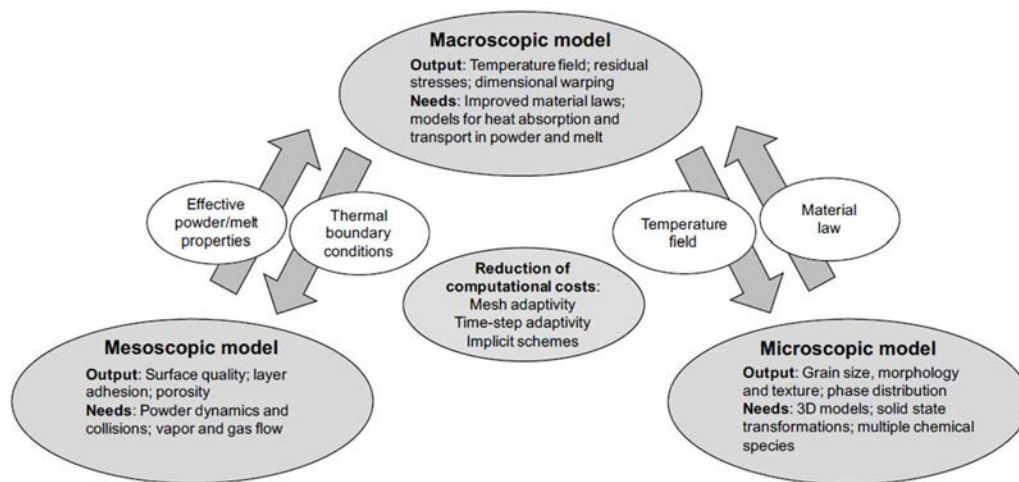 Macroscopic model
Output: Temperature field; residual
stresses; dimensional warping
Needs: Improved material laws;
models for heat absorption and
transport in powder and melt
Effective
powder/melt
properties
Thermal
boundary
conditions
Temperature
field
Material
law
Reduction of
computational costs:
Mesh adaptivity
Time-step adaptivity
Implicit schemes
Mesoscopic model
Output: Surface quality; layer
adhesion; porosity
Needs: Powder dynamics and
collisions; vapor and gas flow
Microscopic model
Output: Grain size, morphology
and texture; phase distribution
Needs: 3D models; solid state
transformations; multiple chemical
species